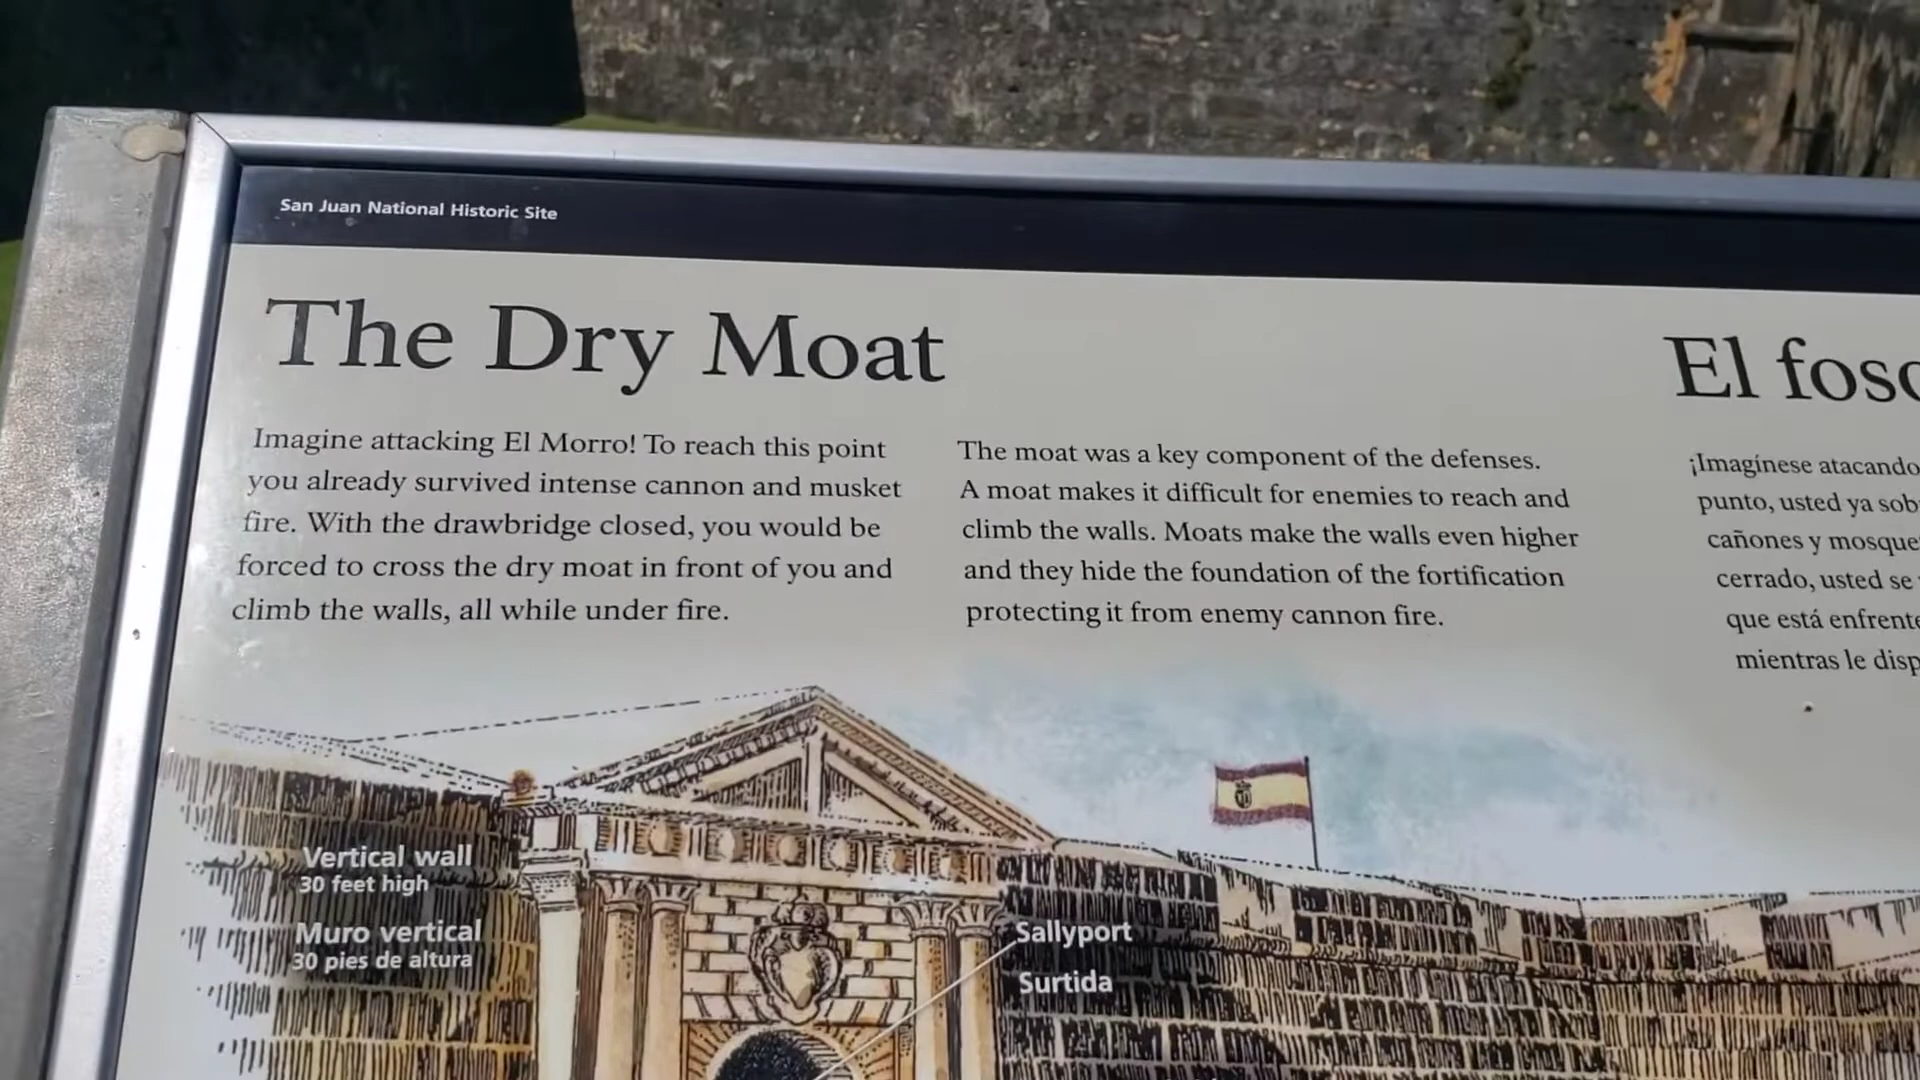 San Juan National Historic Site
The Dry Moat
Imagine attacking El Morro! To reach this point
you already survived intense cannon and musket
fire. With the drawbridge closed, you would be
forced to cross the dry moat in front of you and
climb the walls, all while under fire.
The moat was a key component of the defenses.
A moat makes it difficult for enemies to reach and
climb the walls. Moats make the walls even higher
and they hide the foundation of the fortification
protecting it from enemy cannon fire.
El
¡Imagínese atacando
punto, usted ya
cañones y
cerrado, usted se
que está
mientras le
Vertical wall
30 feet high
Muro vertical
30 pies de altura
Sallyport
Surtida